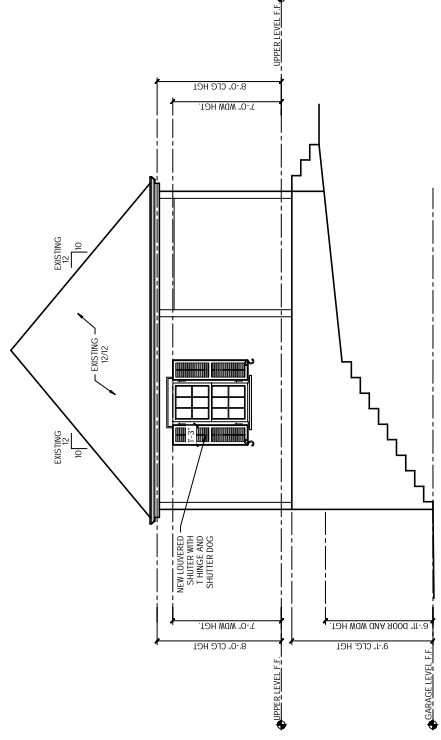 EXISTING
12
10
EXISTING
12
10
EXISTING
12/12
NEW LOUVERED
SHUTER WITH
T HINGE AND
SHUTTER DOG
1'-3"
8'-0" CLG HGT
7'-0" WDW HGT.
UPPER LEVEL F.F.
8'-0" CLG HGT
7'-0" WDW HGT.
UPPER LEVEL F.F.
9'-1" CLG. HGT
6'-11" DOOR AND WDW HGT.
GARAGE LEVEL F.F.